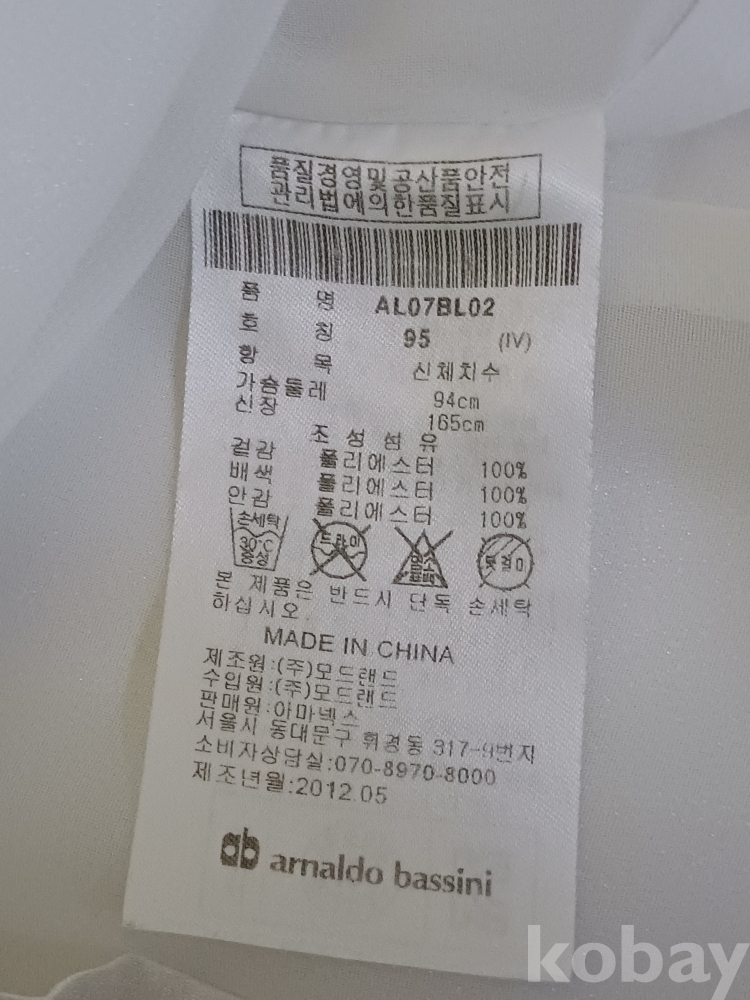 품질경영및공산품안전
관리법에의한품질표시
품 명 AL07BL02
호 칭 95 (IV)
항 목 신체치수
가슴둘레 94cm
신장 165cm
조성섬유
겉감 폴리에스터 100%
배색 폴리에스터 100%
안감 폴리에스터 100%
손세탁 30℃ 중성
드라이
염소 표백
옷걸이
본 제품은 반드시 단독 손세탁
하십시오
MADE IN CHINA
제조원:(주)모드랜드
수입원:(주)모드랜드
판매원:아마넥스
서울시 동대문구 휘경동 317-9번지
소비자상담실:070-8970-8000
제조년월:2012.05
ab arnaldo bassini
kobay